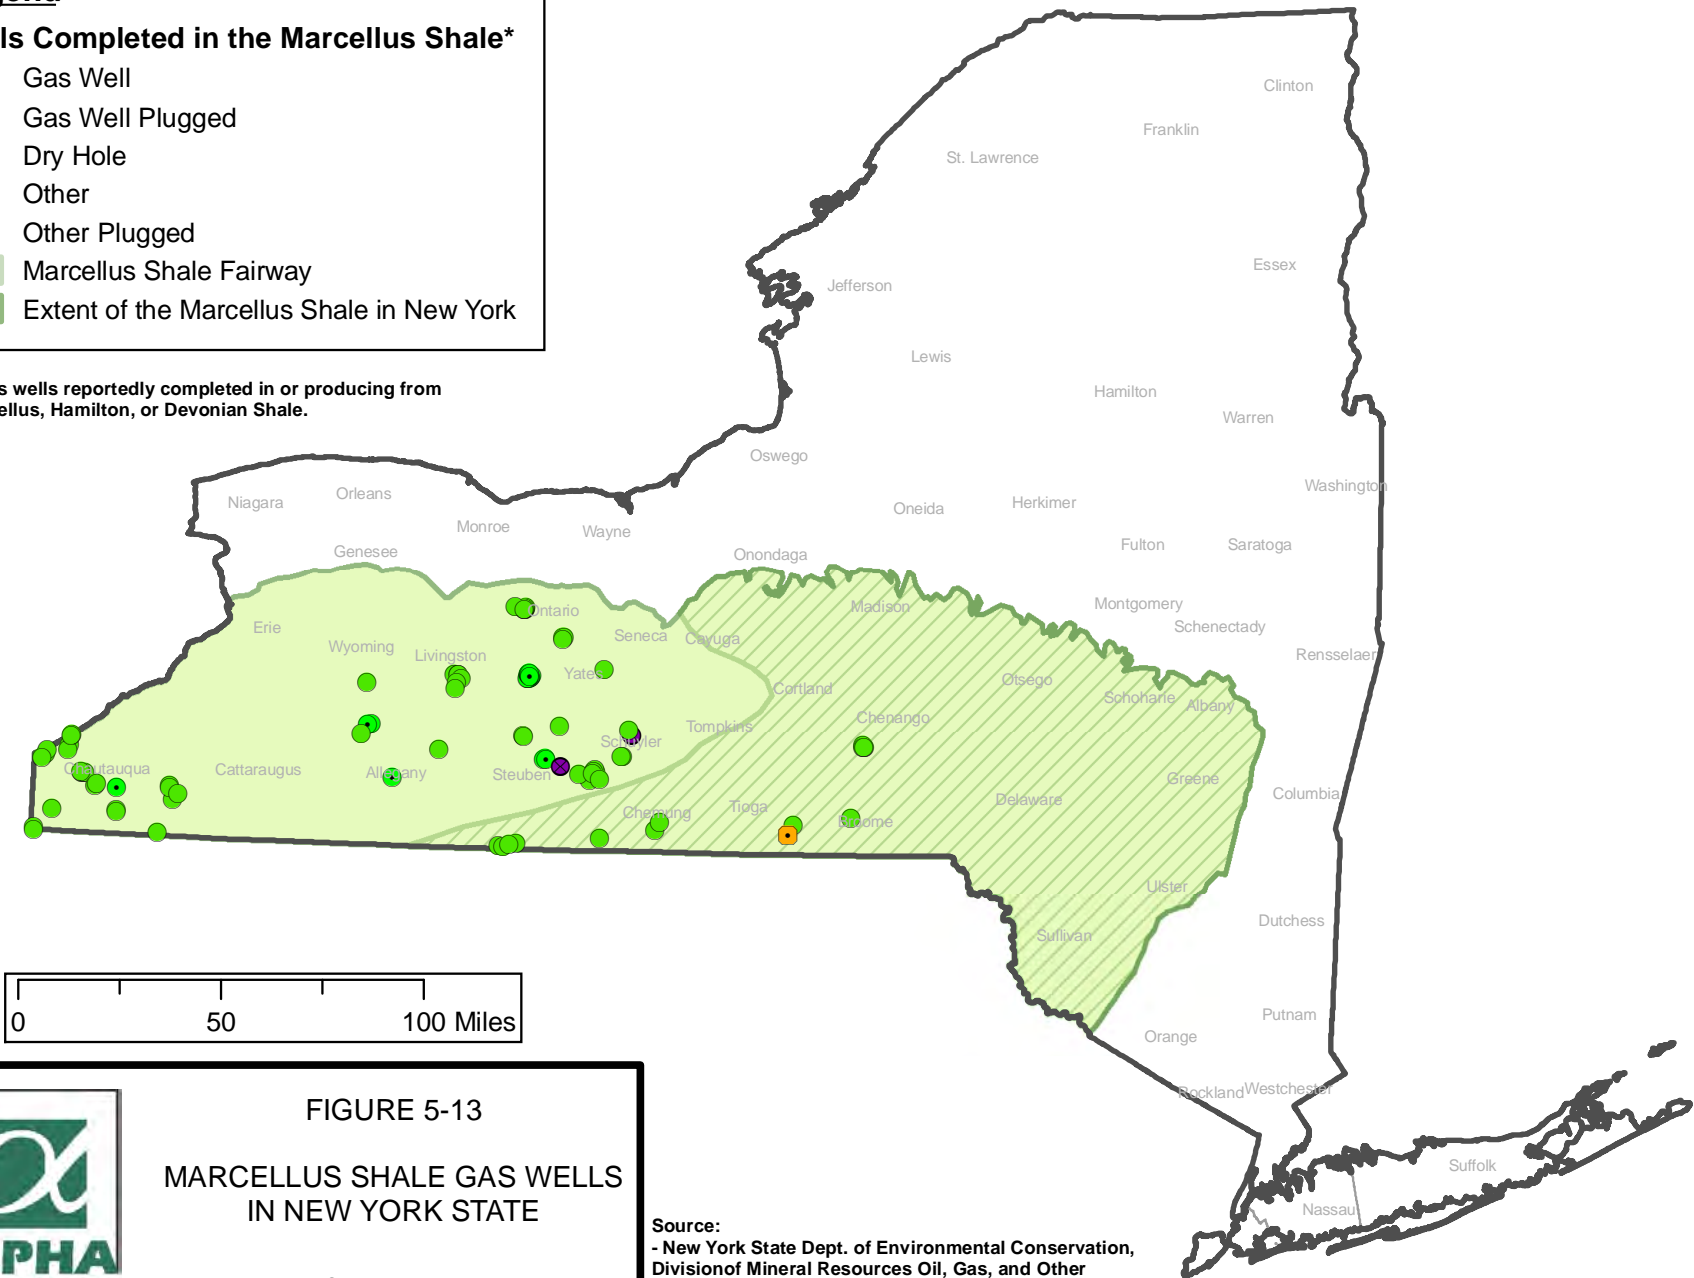 ls Completed in the Marcellus Shale*
Gas Well
Gas Well Plugged
Dry Hole
Other
Other Plugged
Marcellus Shale Fairway
Extent of the Marcellus Shale in New York
s wells reportedly completed in or producing from
ellus, Hamilton, or Devonian Shale.
Clinton
Franklin
St. Lawrence
Essex
Jefferson
Lewis
Hamilton
Warren
Oswego
Washington
Niagara
Orleans
Monroe
Wayne
Oneida
Herkimer
Genesee
Onondaga
Fulton
Saratoga
Ontario
Madison
Montgomery
Schenectady
Erie
Wyoming
Livingston
Seneca
Cayuga
Rensselaer
Yates
Cortland
Otsego
Schoharie
Albany
Chenango
Tompkins
Schuyler
Chautauqua
Cattaraugus
Allegany
Steuben
Greene
Columbia
Chemung
Tioga
Delaware
Broome
Ulster
Dutchess
Sullivan
Putnam
Orange
Rockland
Westchester
Suffolk
Nassau
0 50 100 Miles
PHA
FIGURE 5-13
MARCELLUS SHALE GAS WELLS
IN NEW YORK STATE
Source:
- New York State Dept. of Environmental Conservation,
Divisionof Mineral Resources Oil, Gas, and Other